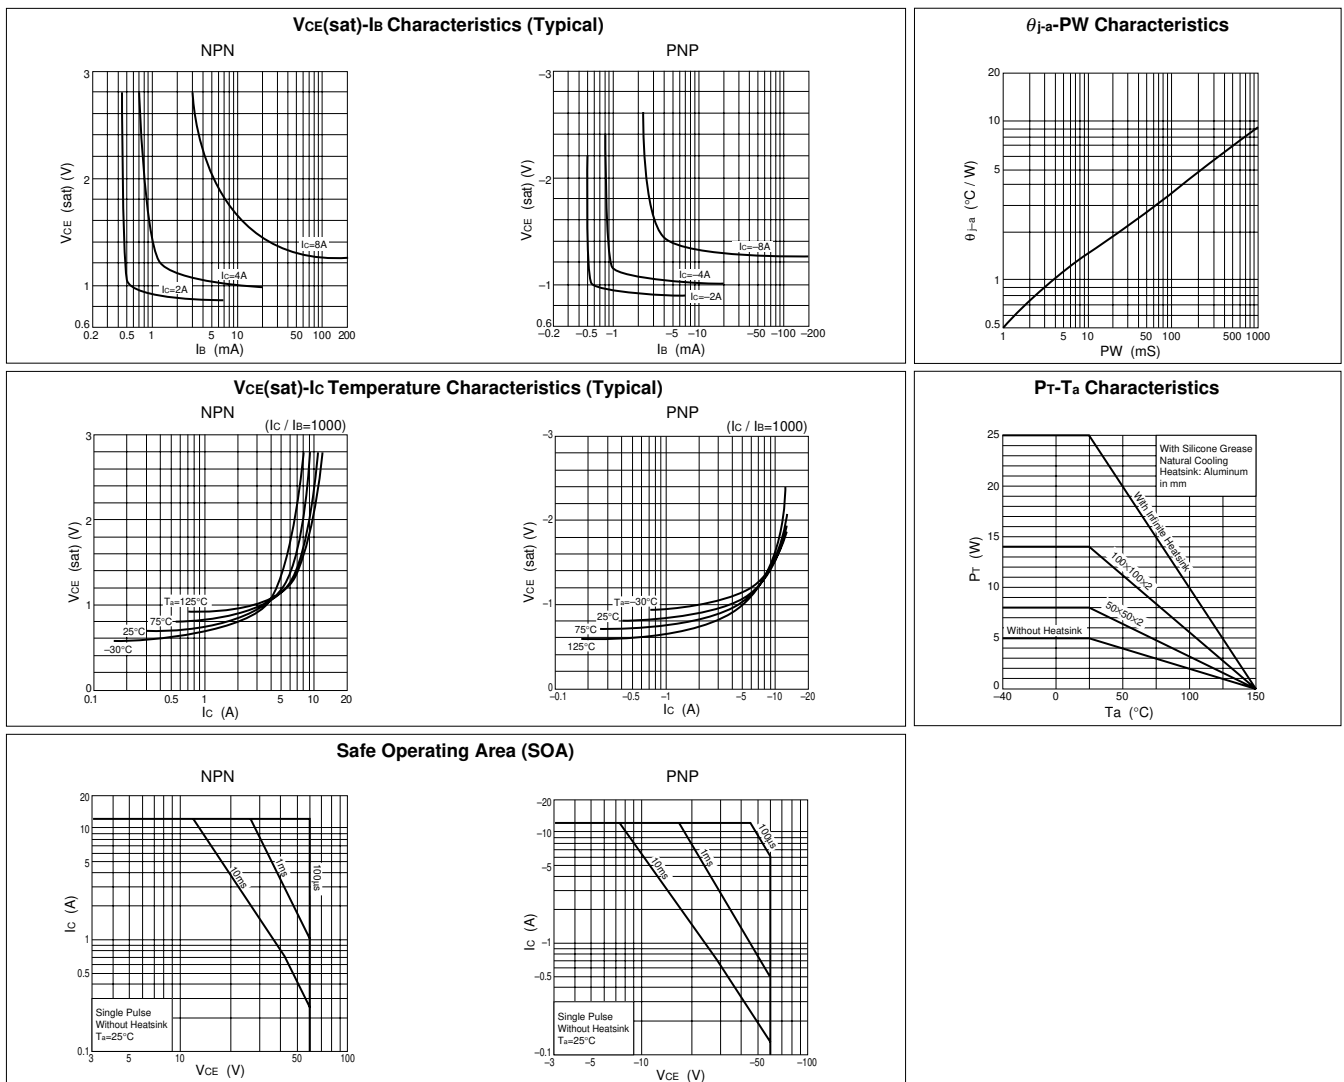 VCE(sat)-IB Characteristics (Typical)
NPN
3
2
1
0.6
VCE (sat) (V)
0.2 0.5 1 5 10 50 100 200
IB (mA)
IC=8A
IC=4A
IC=2A
PNP
–3
–2
–1
0.6
VCE (sat) (V)
–0.2 –0.5 –1 –5 –10 –50 –100 –200
IB (mA)
IC=–8A
IC=–4A
IC=–2A
θj-a-PW Characteristics
20
10
5
1
0.5
θj–a (°C / W)
1 5 10 50 100 500 1000
PW (mS)
VCE(sat)-IC Temperature Characteristics (Typical)
NPN
(IC / IB=1000)
3
2
1
0
VCE (sat) (V)
Ta=125°C
75°C
25°C
–30°C
0.1 0.5 1 5 10 20
IC (A)
PNP
(IC / IB=1000)
–3
–2
–1
0
VCE (sat) (V)
Ta=–30°C
25°C
75°C
125°C
–0.1 –0.5 –1 –5 –10 –20
IC (A)
PT-Ta Characteristics
25
20
15
10
5
0
PT (W)
With Silicone Grease
Natural Cooling
Heatsink: Aluminum
in mm
With Infinite Heatsink
100×100×2
50×50×2
Without Heatsink
–40 0 50 100 150
Ta (°C)
Safe Operating Area (SOA)
NPN
20
10
5
1
0.5
0.1
IC (A)
10ms
1ms
100µs
Single Pulse
Without Heatsink
Ta=25°C
3 5 10 50 100
VCE (V)
PNP
–20
–10
–5
–1
–0.5
–0.1
IC (A)
10ms
1ms
100µs
Single Pulse
Without Heatsink
Ta=25°C
–3 –5 –10 –50 –100
VCE (V)